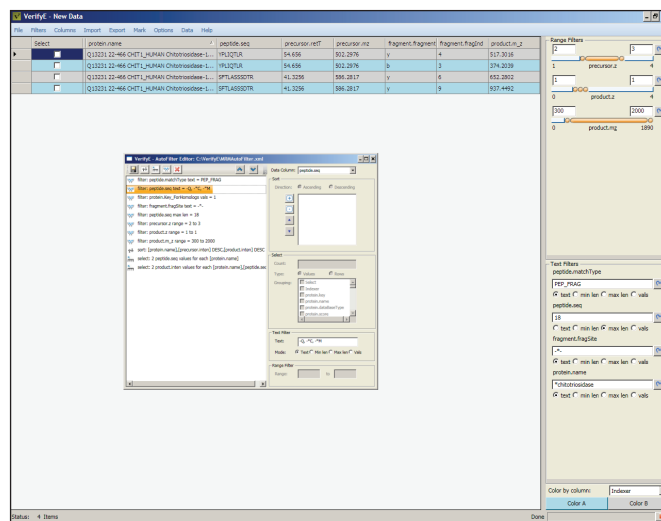 VerifyE - New Data
File Filters Columns Import Export Mark Options Data Help
Select protein.name peptide.seq precursor.retT precursor.mz fragment.fragment fragment.fragInd product.m_z
Q13231 22-466 CHIT1_HUMAN Chitotriosidase-1... YPLIQTLR 54.656 502.2976 y 4 517.3016
Q13231 22-466 CHIT1_HUMAN Chitotriosidase-1... YPLIQTLR 54.656 502.2976 b 3 374.2039
Q13231 22-466 CHIT1_HUMAN Chitotriosidase-1... SFTLASSSDTR 41.3256 586.2817 y 6 652.2802
Q13231 22-466 CHIT1_HUMAN Chitotriosidase-1... SFTLASSSDTR 41.3256 586.2817 y 9 937.4492
Range Filters
2 3
1 precursor.z 4
1 1
0 product.z 4
300 2000
0 product.mz 1890
VerifyE - AutoFilter Editor: C:\VerifyE\MRMAutoFilter.xml
filter: peptide.matchType text = PEP_FRAG
filter: peptide.seq text = -Q, -*C, -*M
filter: protein.Key_ForHomologs vals = 1
filter: fragment.fragSite text = -*-
filter: peptide.seq max len = 18
filter: precursor.z range = 2 to 3
filter: product.z range = 1 to 1
filter: product.m_z range = 300 to 2000
sort: [protein.name],[precursor.inten] DESC,[product.inten] DESC
select: 2 peptide.seq values for each [protein.name]
select: 2 product.inten values for each [protein.name],[peptide.seq
Data Column: peptide.seq
Sort
Direction: Ascending Descending
Select
Count:
Type: Values Rows
Grouping: Select
Indexer
protein.key
protein.name
protein.dataBaseType
protein.score
Text Filter
Text: -Q, -*C, -*M
Mode: Text Min len Max len Vals
Range Filter
Range: to
Text Filters
peptide.matchType
PEP_FRAG
text min len max len vals
peptide.seq
18
text min len max len vals
fragment.fragSite
-*-
text min len max len vals
protein.name
*chitotriosidase
text min len max len vals
Color by column: Indexer
Color A Color B
Status: 4 Items Done